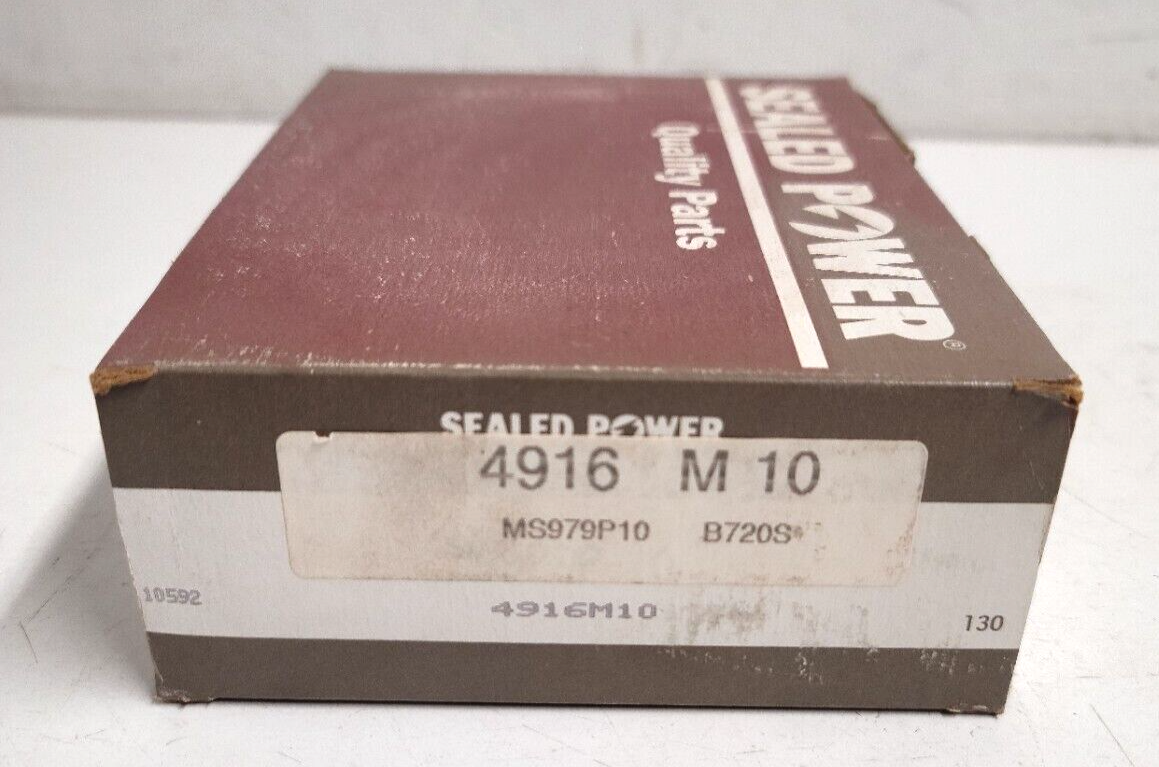 SEALED POWER®
Quality Parts
SEALED POWER
4916 M 10
MS979P10 B720S
10592
4916M10
130